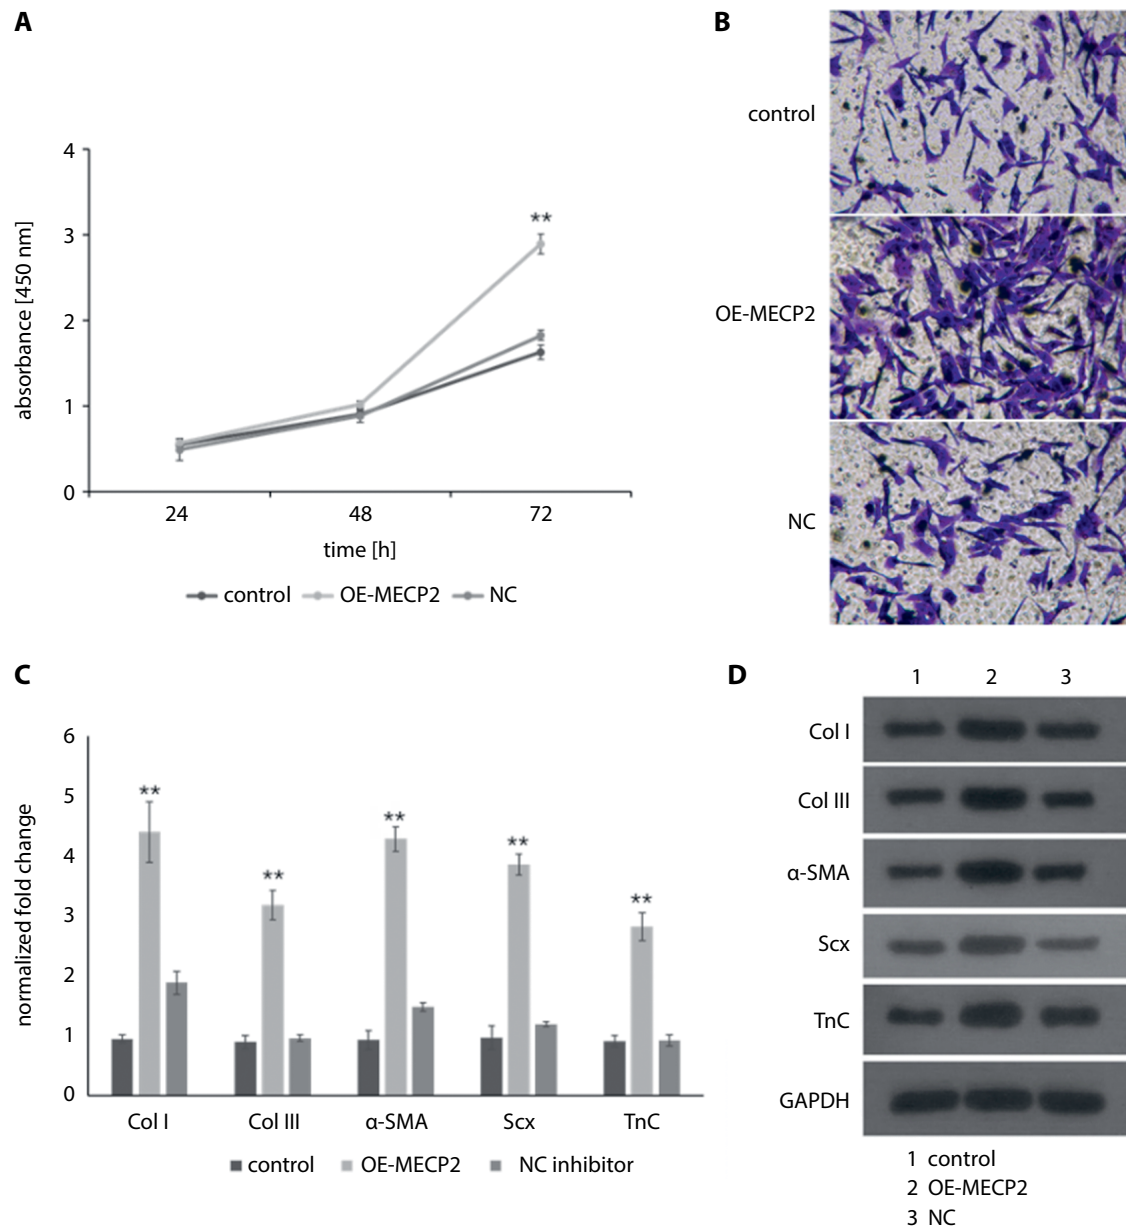 A
4
3
2
1
0
absorbance [450 nm]
**
24 48 72
time [h]
control OE-MECP2 NC
B
control
OE-MECP2
NC
C
6
5
4
3
2
1
0
normalized fold change
** ** ** ** **
Col I Col III α-SMA Scx TnC
control OE-MECP2 NC inhibitor
D
1 2 3
Col I
Col III
α-SMA
Scx
TnC
GAPDH
1 control
2 OE-MECP2
3 NC